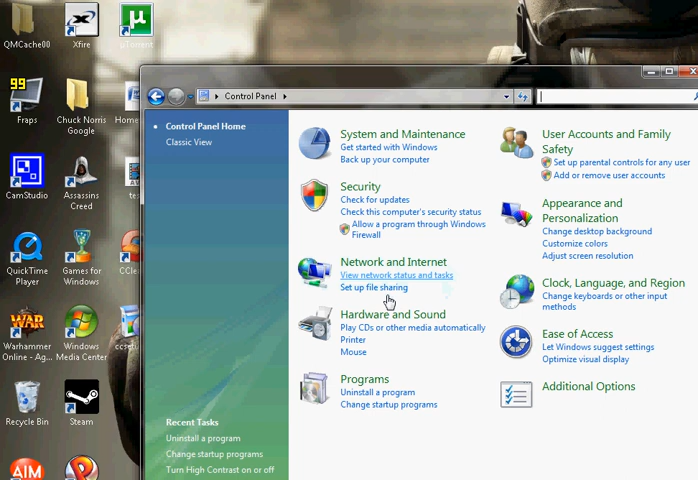 QMCache00
Xfire
µTorrent
99
Fraps
Chuck Norris
Google
Home
CamStudio
Assassins
Creed
tes
QuickTime
Player
Games for
Windows
CCle
WAR
Warhammer
Online - Ag...
Windows
Media Center
ccsetu
Recycle Bin
Steam
AIM
Control Panel
Control Panel Home
Classic View
System and Maintenance
Get started with Windows
Back up your computer
Security
Check for updates
Check this computer's security status
Allow a program through Windows
Firewall
Network and Internet
View network status and tasks
Set up file sharing
Hardware and Sound
Play CDs or other media automatically
Printer
Mouse
Programs
Uninstall a program
Change startup programs
User Accounts and Family
Safety
Set up parental controls for any user
Add or remove user accounts
Appearance and
Personalization
Change desktop background
Customize colors
Adjust screen resolution
Clock, Language, and Region
Change keyboards or other input
methods
Ease of Access
Let Windows suggest settings
Optimize visual display
Additional Options
Recent Tasks
Uninstall a program
Change startup programs
Turn High Contrast on or off